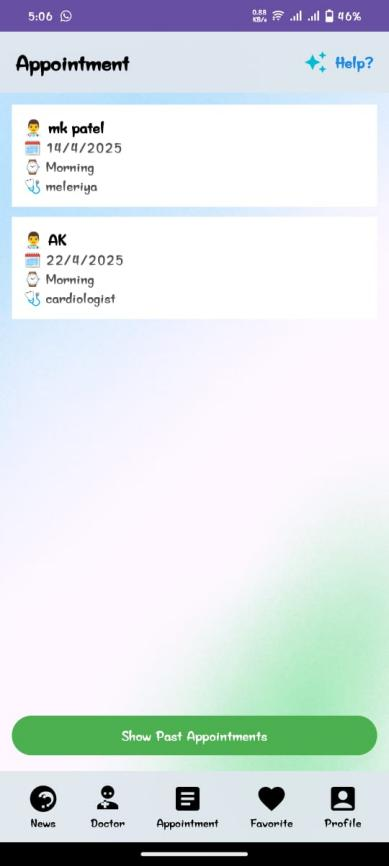 5:06 0.88 KB/s 46%
Appointment Help?
mk patel
14/4/2025
Morning
meleriya
AK
22/4/2025
Morning
cardiologist
Show Past Appointments
News Doctor Appointment Favorite Profile